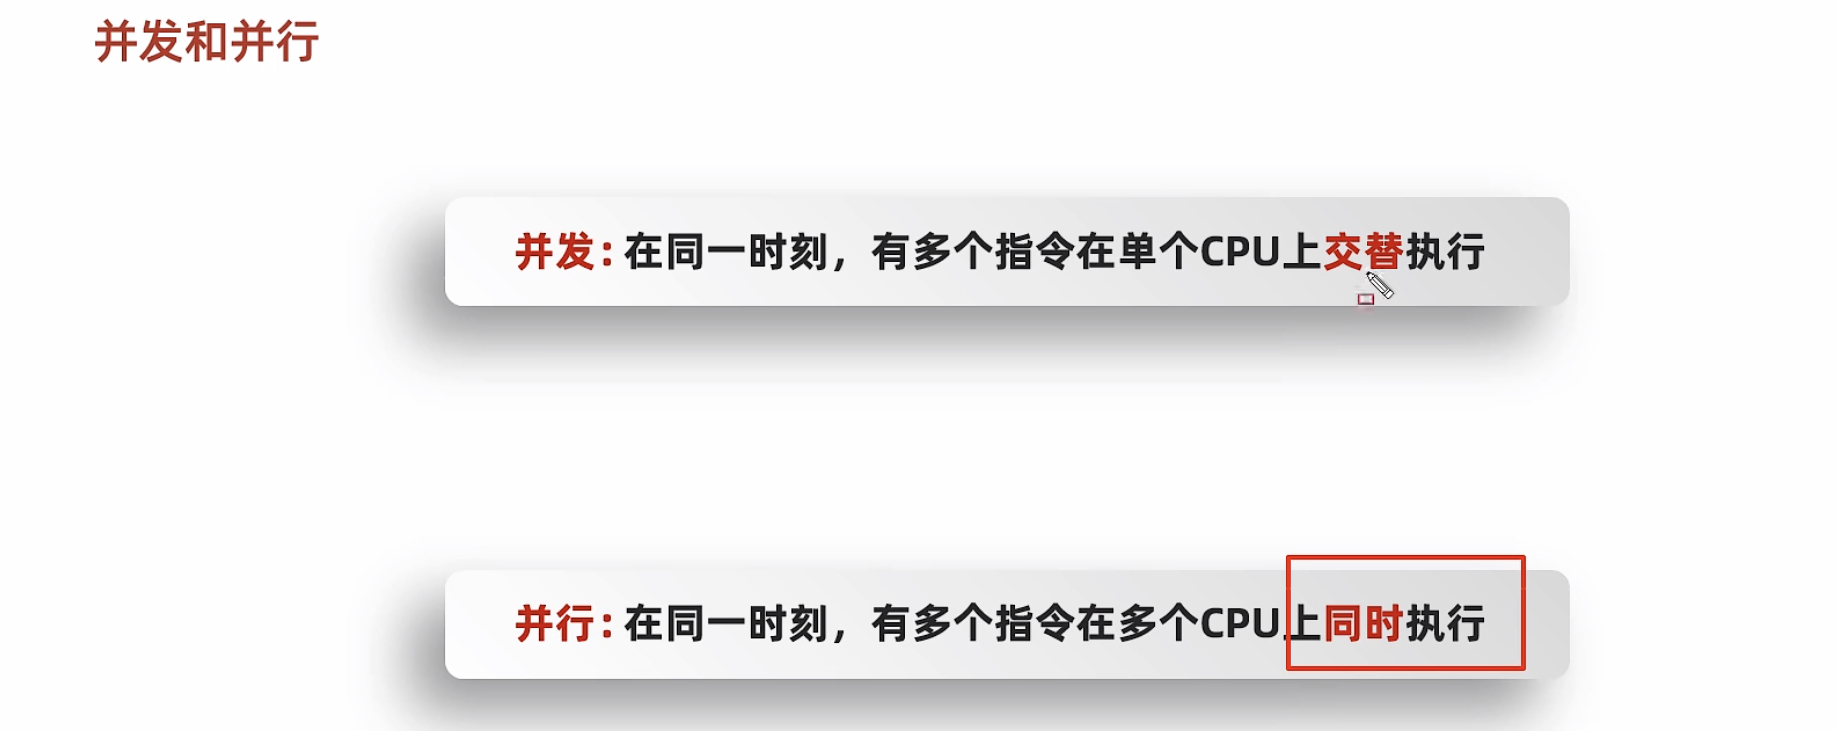 并发和并行
并发：在同一时刻，有多个指令在单个CPU上交替执行
并行：在同一时刻，有多个指令在多个CPU上同时执行